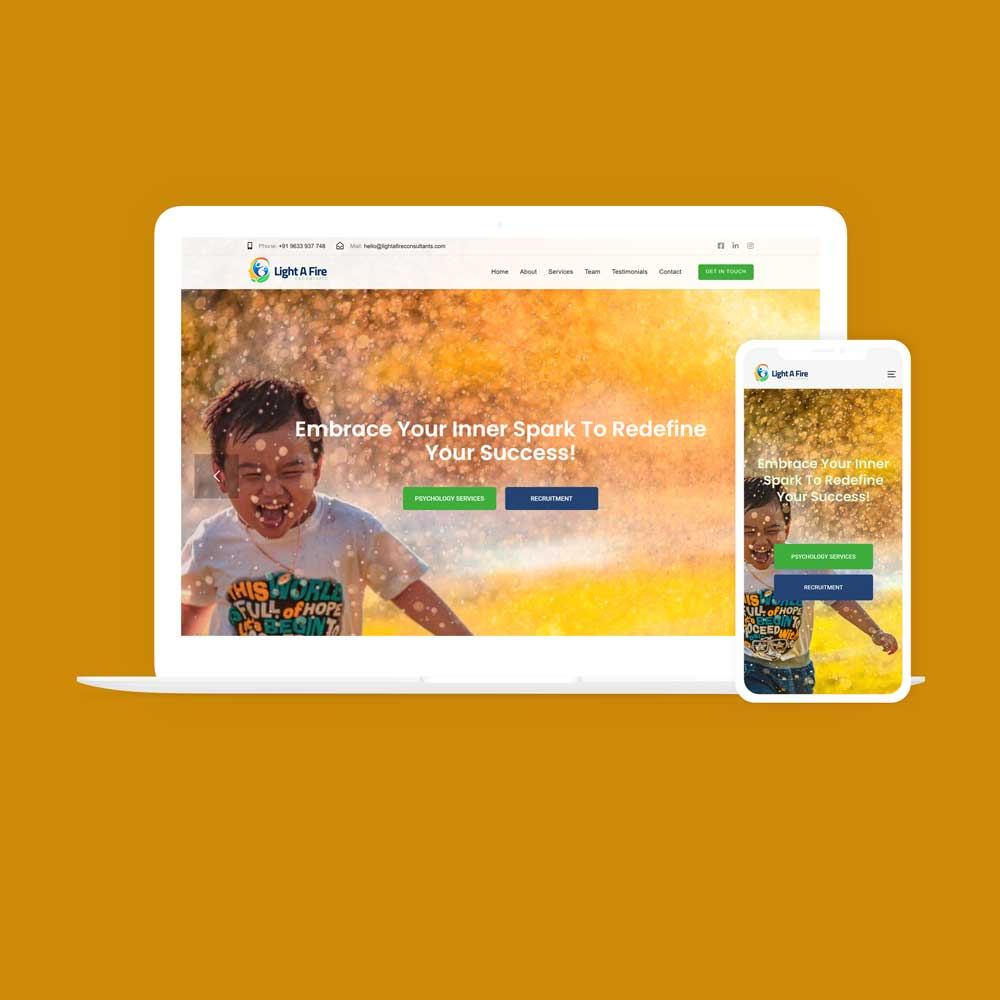 Phone: +91 9633 937 748 Mail: hello@lightafireconsultants.com
Light A Fire
Home About Services Team Testimonials Contact GET IN TOUCH
Embrace Your Inner Spark To Redefine
Your Success!
PSYCHOLOGY SERVICES RECRUITMENT
THIS WORLD
FULL of HOPE
BEGIN
Light A Fire
Embrace Your Inner
Spark To Redefine
Your Success!
PSYCHOLOGY SERVICES
RECRUITMENT
FULL of HOPE
BEGIN